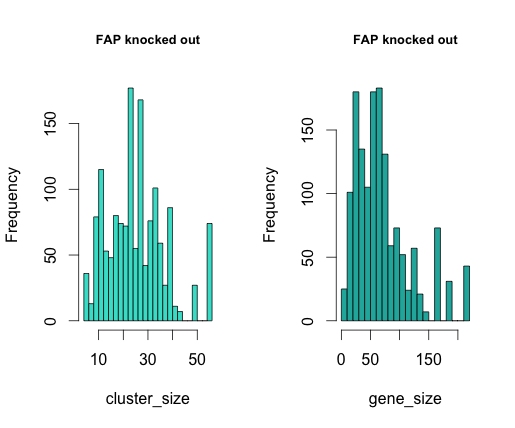 FAP knocked out
Frequency
0 50 100 150
10 30 50
cluster_size
FAP knocked out
Frequency
0 50 100 150
0 50 150
gene_size